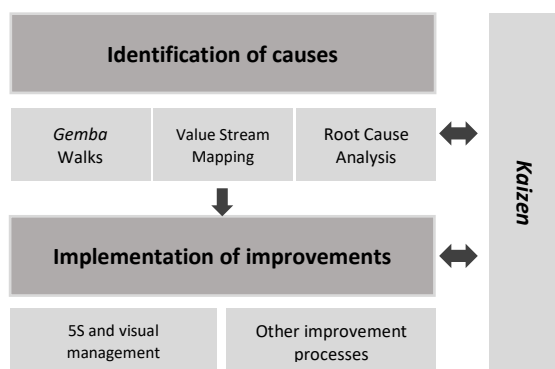 Identification of causes
Gemba
Walks
Value Stream
Mapping
Root Cause
Analysis
Kaizen
Implementation of improvements
5S and visual
management
Other improvement
processes